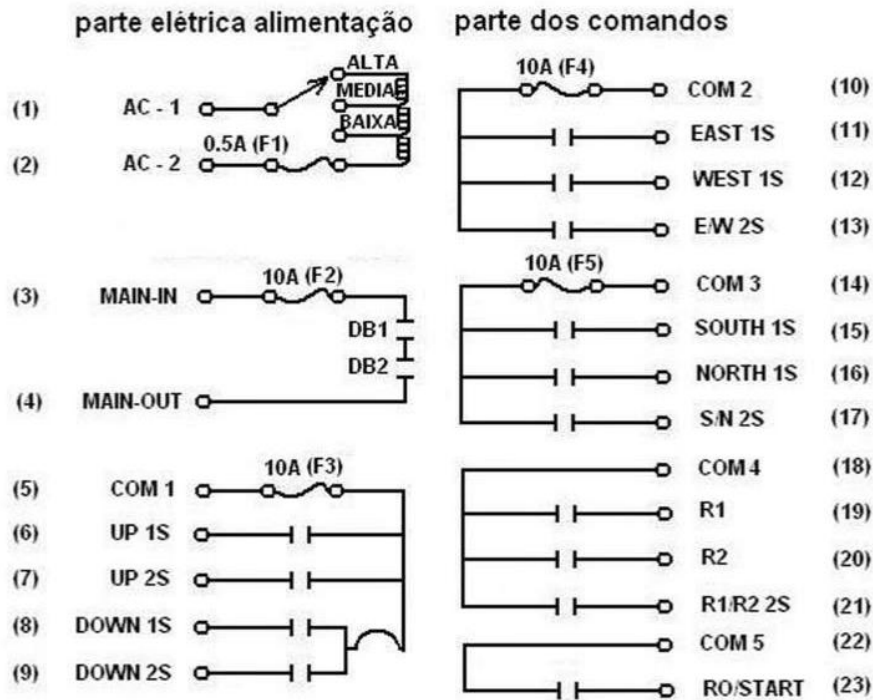 parte elétrica alimentação
(1) AC - 1 ALTA
MEDIA
BAIXA
(2) AC - 2 0.5A (F1)
(3) MAIN-IN 10A (F2)
DB1
DB2
(4) MAIN-OUT
(5) COM 1 10A (F3)
(6) UP 1S
(7) UP 2S
(8) DOWN 1S
(9) DOWN 2S
parte dos comandos
10A (F4) COM 2 (10)
EAST 1S (11)
WEST 1S (12)
E/W 2S (13)
10A (F5) COM 3 (14)
SOUTH 1S (15)
NORTH 1S (16)
S/N 2S (17)
COM 4 (18)
R1 (19)
R2 (20)
R1/R2 2S (21)
COM 5 (22)
RO/START (23)